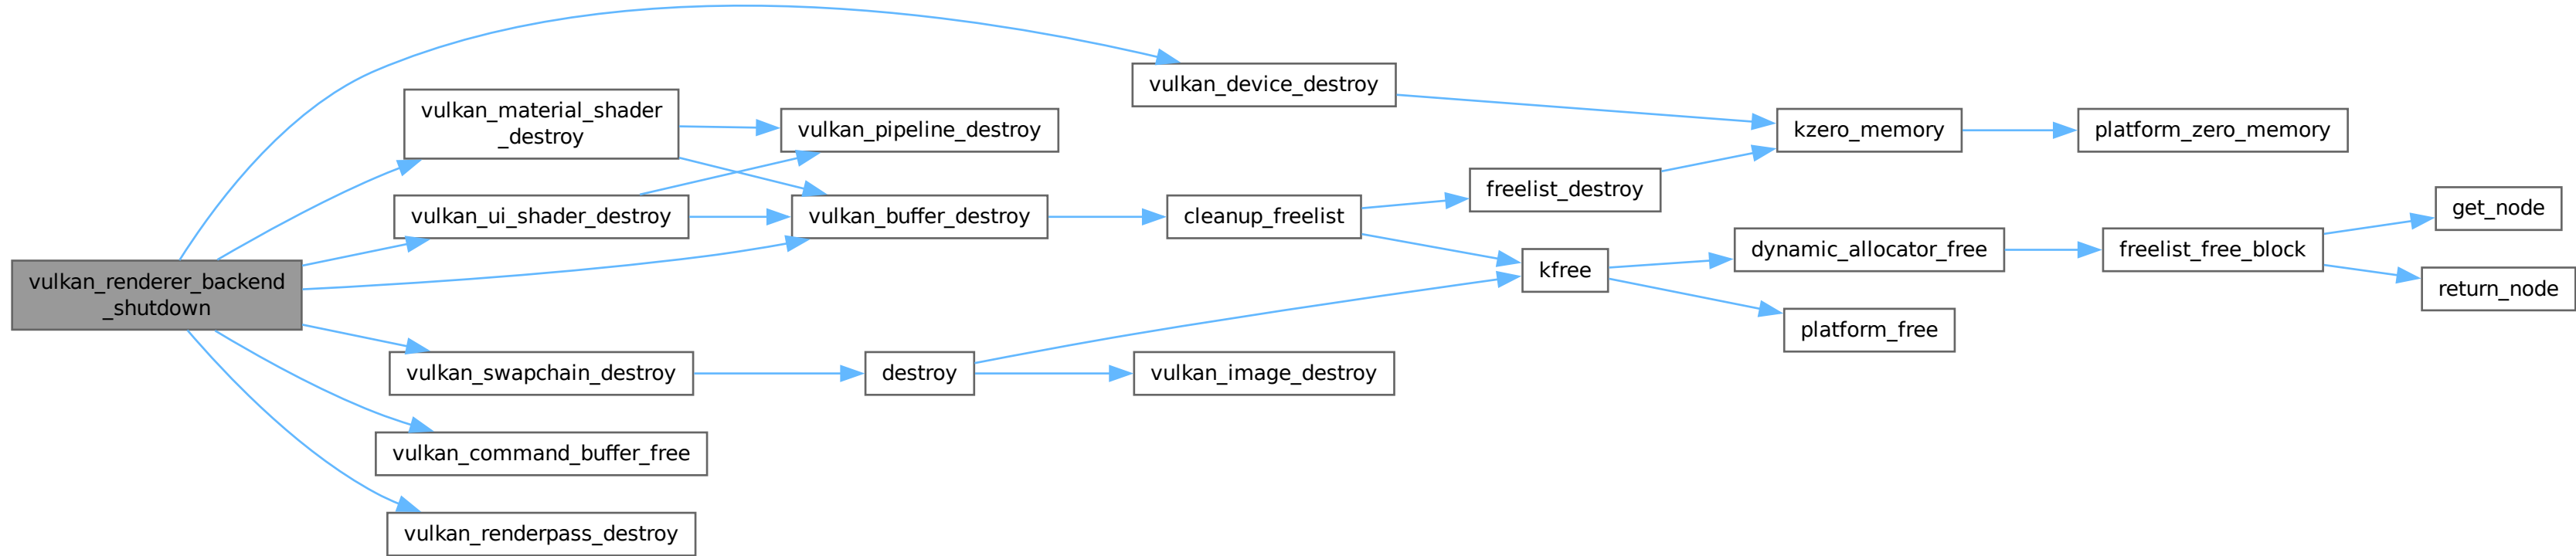 vulkan_renderer_backend
_shutdown
vulkan_material_shader
_destroy
vulkan_ui_shader_destroy
vulkan_swapchain_destroy
vulkan_command_buffer_free
vulkan_renderpass_destroy
vulkan_pipeline_destroy
vulkan_buffer_destroy
destroy
vulkan_device_destroy
cleanup_freelist
vulkan_image_destroy
freelist_destroy
kfree
kzero_memory
dynamic_allocator_free
platform_free
platform_zero_memory
freelist_free_block
get_node
return_node